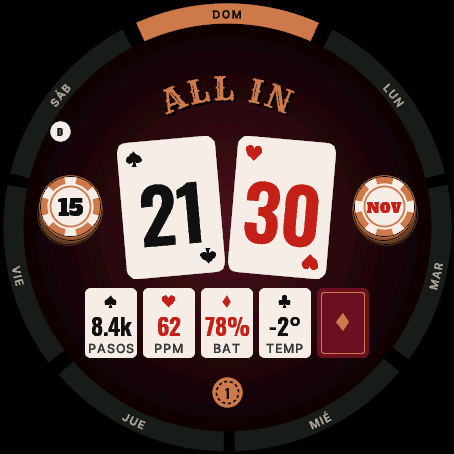 DOM
SÁB
LUN
ALL IN
D
15
21
30
NOV
VIE
MAR
8.4k
PASOS
62
PPM
78%
BAT
-2°
TEMP
1
JUE
MIÉ